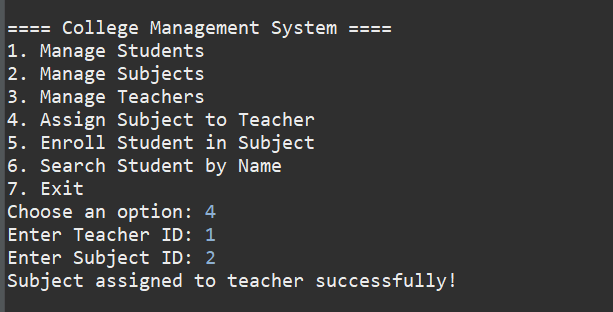 ==== College Management System ====
1. Manage Students
2. Manage Subjects
3. Manage Teachers
4. Assign Subject to Teacher
5. Enroll Student in Subject
6. Search Student by Name
7. Exit
Choose an option: 4
Enter Teacher ID: 1
Enter Subject ID: 2
Subject assigned to teacher successfully!